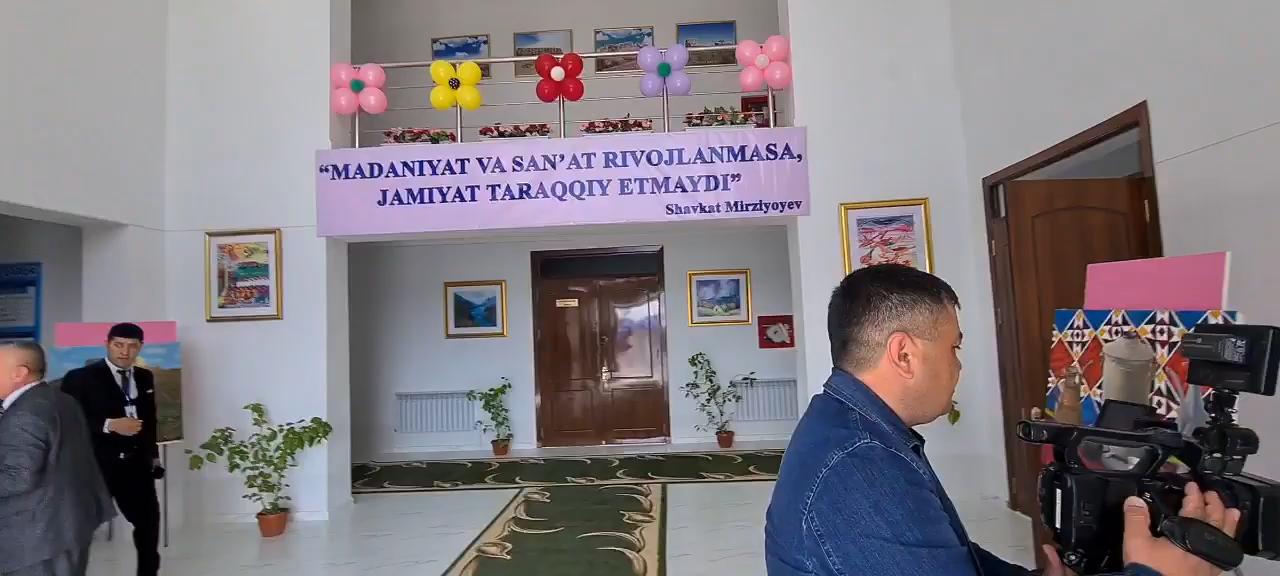 “MADANIYAT VA SAN’AT RIVOJLANMASA,
JAMIYAT TARAQQIY ETMAYDI”
Shavkat Mirziyoyev